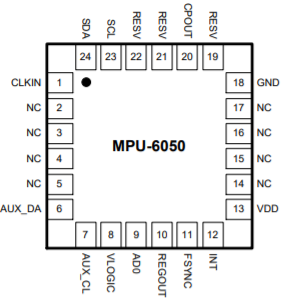 SDA SCL RESV RESV CPOUT RESV
24 23 22 21 20 19
CLKIN 1 18 GND
NC 2 17 NC
NC 3 16 NC
MPU-6050
NC 4 15 NC
NC 5 14 NC
AUX_DA 6 13 VDD
7 8 9 10 11 12
AUX_CL VLOGIC AD0 REGOUT FSYNC INT